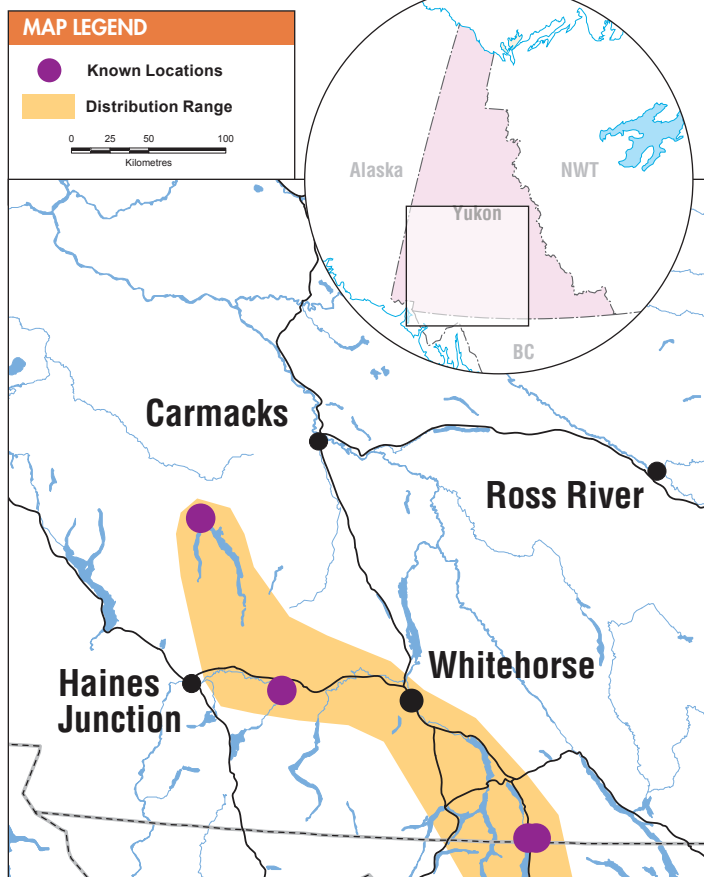 MAP LEGEND
Known Locations
Distribution Range
0 25 50 100
Kilometres
Alaska
NWT
Yukon
BC
Carmacks
Ross River
Whitehorse
Haines
Junction